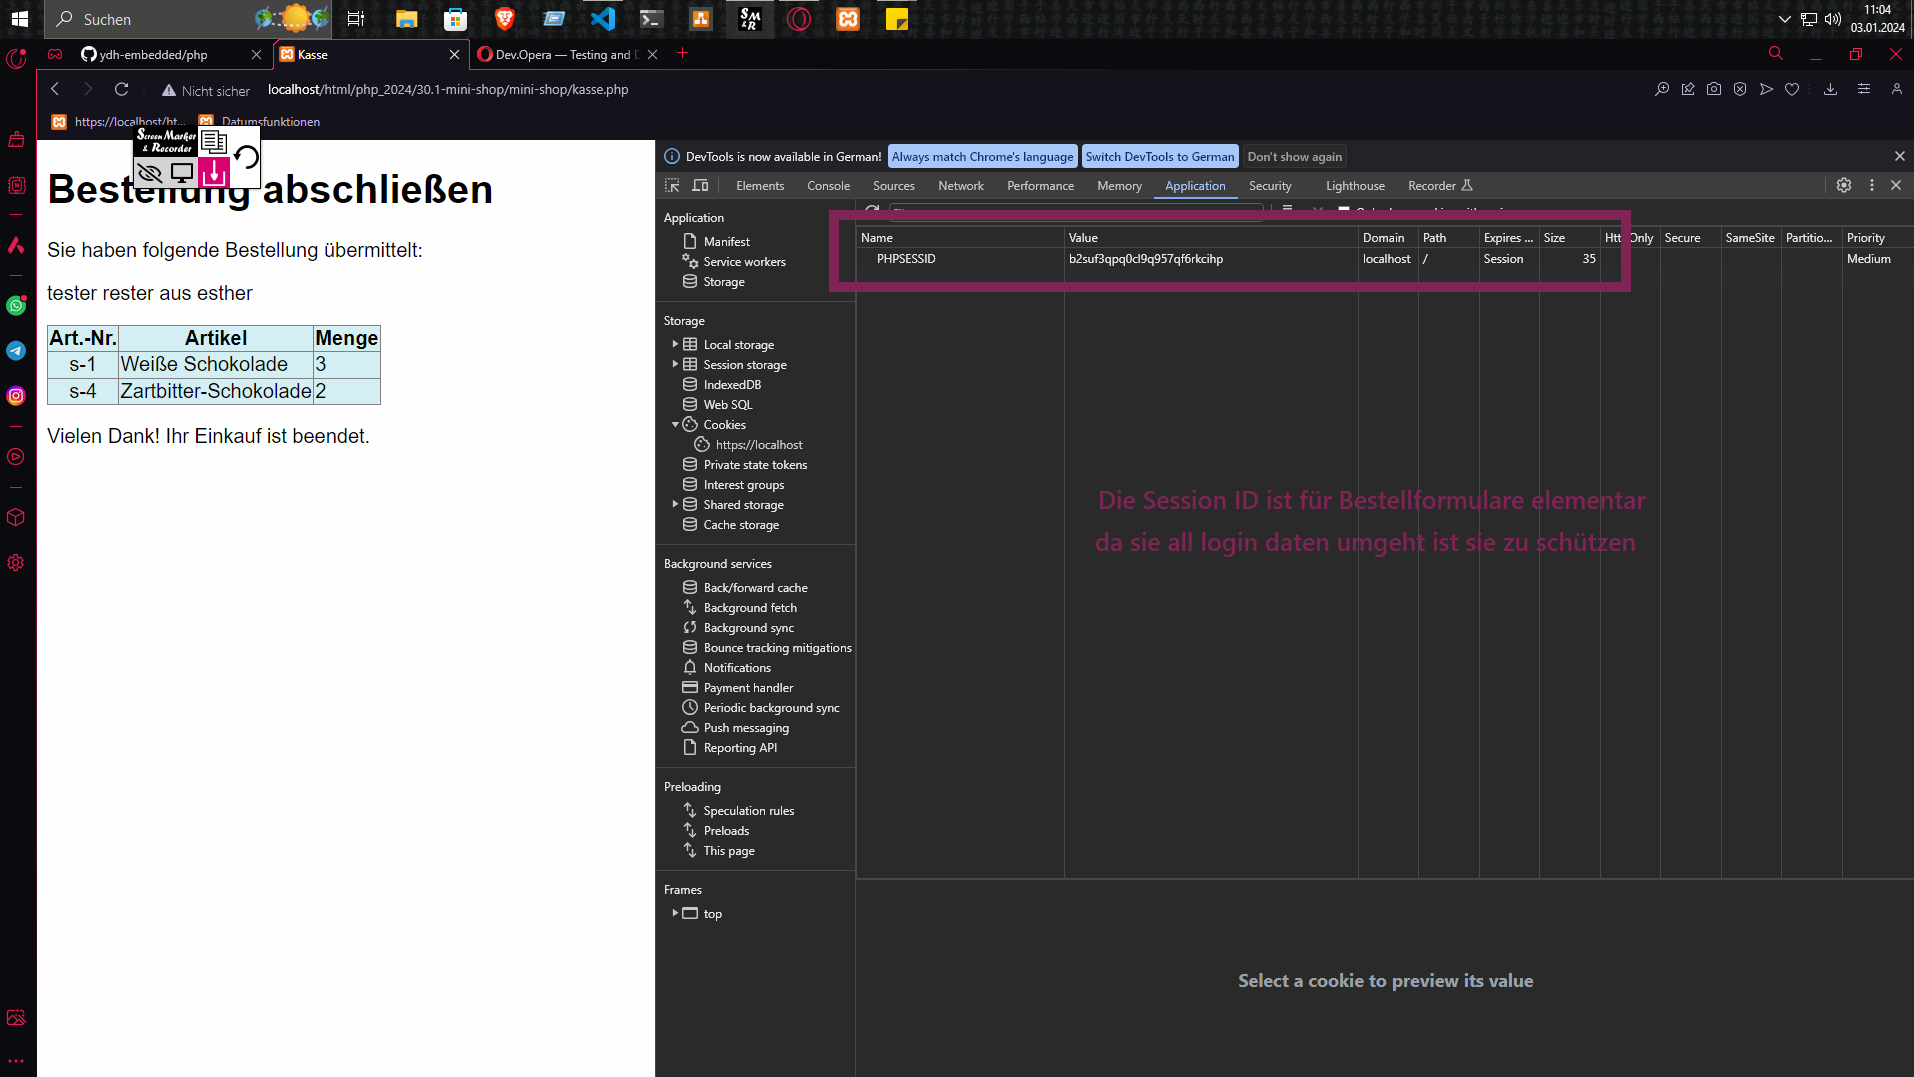 Suchen
11:04
03.01.2024
ydh-embedded/php
Kasse
Dev.Opera — Testing and D
Nicht sicher
localhost/html/php_2024/30.1-mini-shop/mini-shop/kasse.php
https://localhost/ht...
Datumsfunktionen
Screen Marker
& Recorder
Bestellung abschließen
Sie haben folgende Bestellung übermittelt:
tester rester aus esther
Art.-Nr. Artikel Menge
s-1 Weiße Schokolade 3
s-4 Zartbitter-Schokolade 2
Vielen Dank! Ihr Einkauf ist beendet.
DevTools is now available in German! Always match Chrome's language Switch DevTools to German Don't show again
Elements Console Sources Network Performance Memory Application Security Lighthouse Recorder
Application
Manifest
Service workers
Storage
Storage
Local storage
Session storage
IndexedDB
Web SQL
Cookies
https://localhost
Private state tokens
Interest groups
Shared storage
Cache storage
Background services
Back/forward cache
Background fetch
Background sync
Bounce tracking mitigations
Notifications
Payment handler
Periodic background sync
Push messaging
Reporting API
Preloading
Speculation rules
Preloads
This page
Frames
top
Name Value Domain Path Expires ... Size Htt Only Secure SameSite Partitio... Priority
PHPSESSID b2suf3qpq0cl9q957qf6rkcihp localhost / Session 35 Medium
Die Session ID ist für Bestellformulare elementar
da sie all login daten umgeht ist sie zu schützen
Select a cookie to preview its value